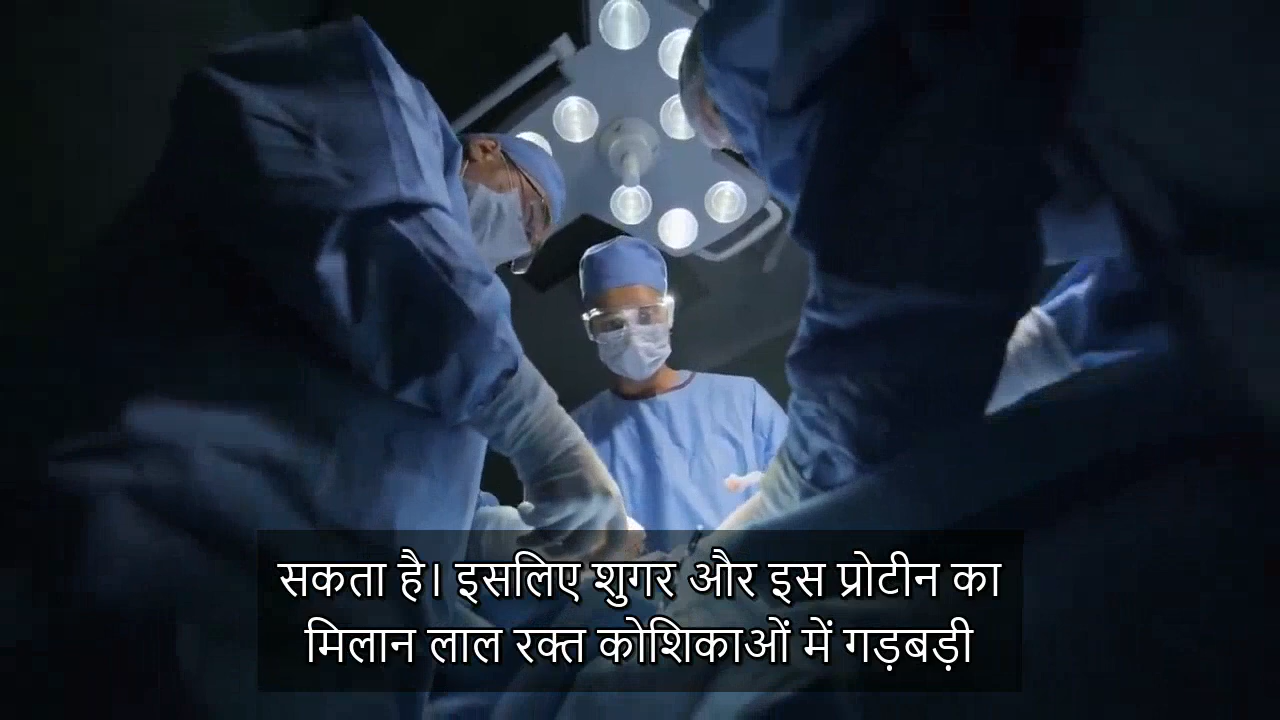 सकता है। इसलिए शुगर और इस प्रोटीन का
मिलान लाल रक्त कोशिकाओं में गड़बड़ी